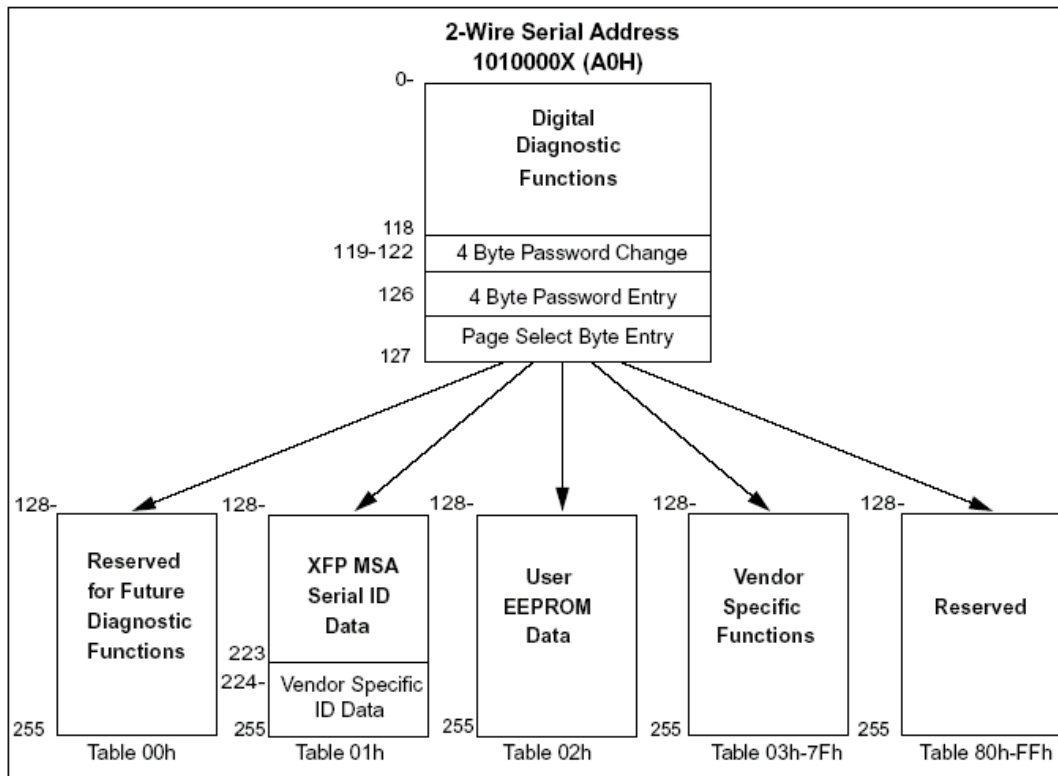 2-Wire Serial Address
1010000X (A0H)
0-
Digital
Diagnostic
Functions
118
119-122
4 Byte Password Change
126
4 Byte Password Entry
Page Select Byte Entry
127
128-
Reserved
for Future
Diagnostic
Functions
255
Table 00h
128-
XFP MSA
Serial ID
Data
223
224-
Vendor Specific
ID Data
255
Table 01h
128-
User
EEPROM
Data
255
Table 02h
128-
Vendor
Specific
Functions
255
Table 03h-7Fh
128-
Reserved
255
Table 80h-FFh